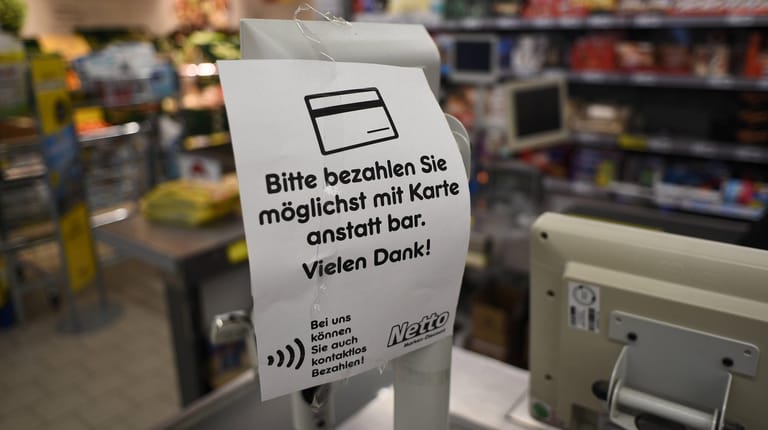 Bitte bezahlen Sie
möglichst mit Karte
anstatt bar.
Vielen Dank!
Bei uns
können
Sie auch
kontaktlos
Bezahlen!
Netto
Marken-Discount